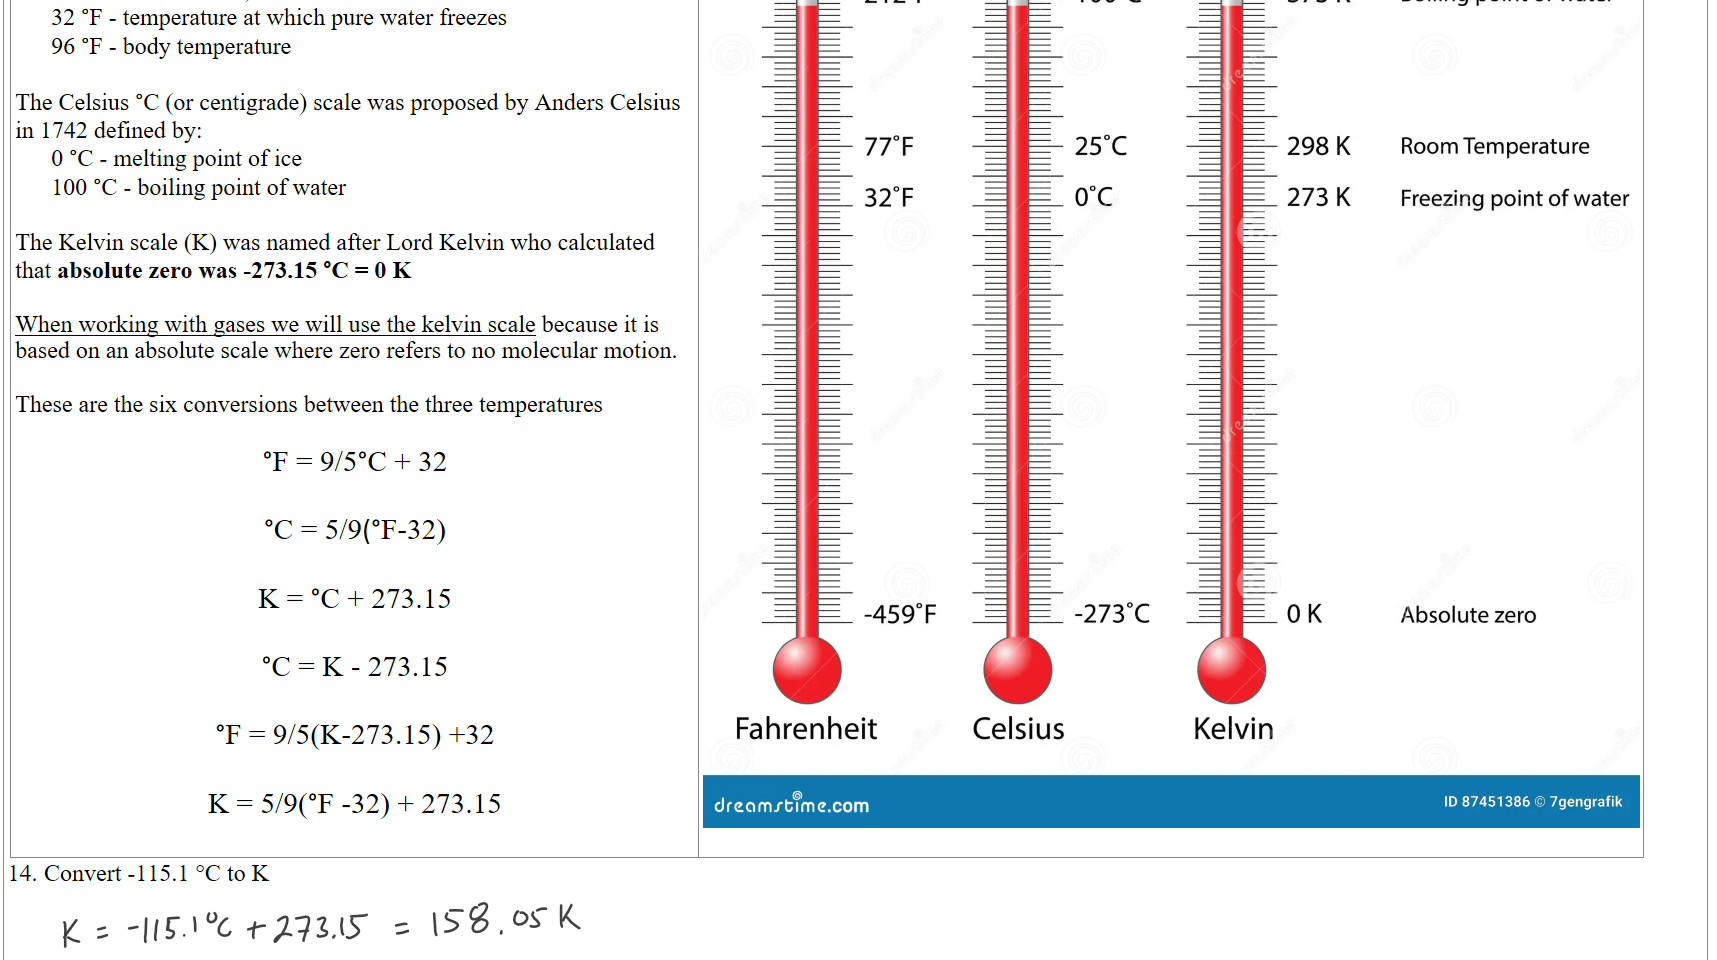 32 °F - temperature at which pure water freezes
96 °F - body temperature
The Celsius °C (or centigrade) scale was proposed by Anders Celsius
in 1742 defined by:
0 °C - melting point of ice
100 °C - boiling point of water
The Kelvin scale (K) was named after Lord Kelvin who calculated
that absolute zero was -273.15 °C = 0 K
When working with gases we will use the kelvin scale because it is
based on an absolute scale where zero refers to no molecular motion.
These are the six conversions between the three temperatures
°F = 9/5°C + 32
°C = 5/9(°F-32)
K = °C + 273.15
°C = K - 273.15
°F = 9/5(K-273.15) +32
K = 5/9(°F -32) + 273.15
77°F 25°C 298 K Room Temperature
32°F 0°C 273 K Freezing point of water
-459°F -273°C 0 K Absolute zero
Fahrenheit Celsius Kelvin
dreamstime.com ID 87451386 © 7gengrafik
14. Convert -115.1 °C to K
K = -115.1°C + 273.15 = 158.05 K